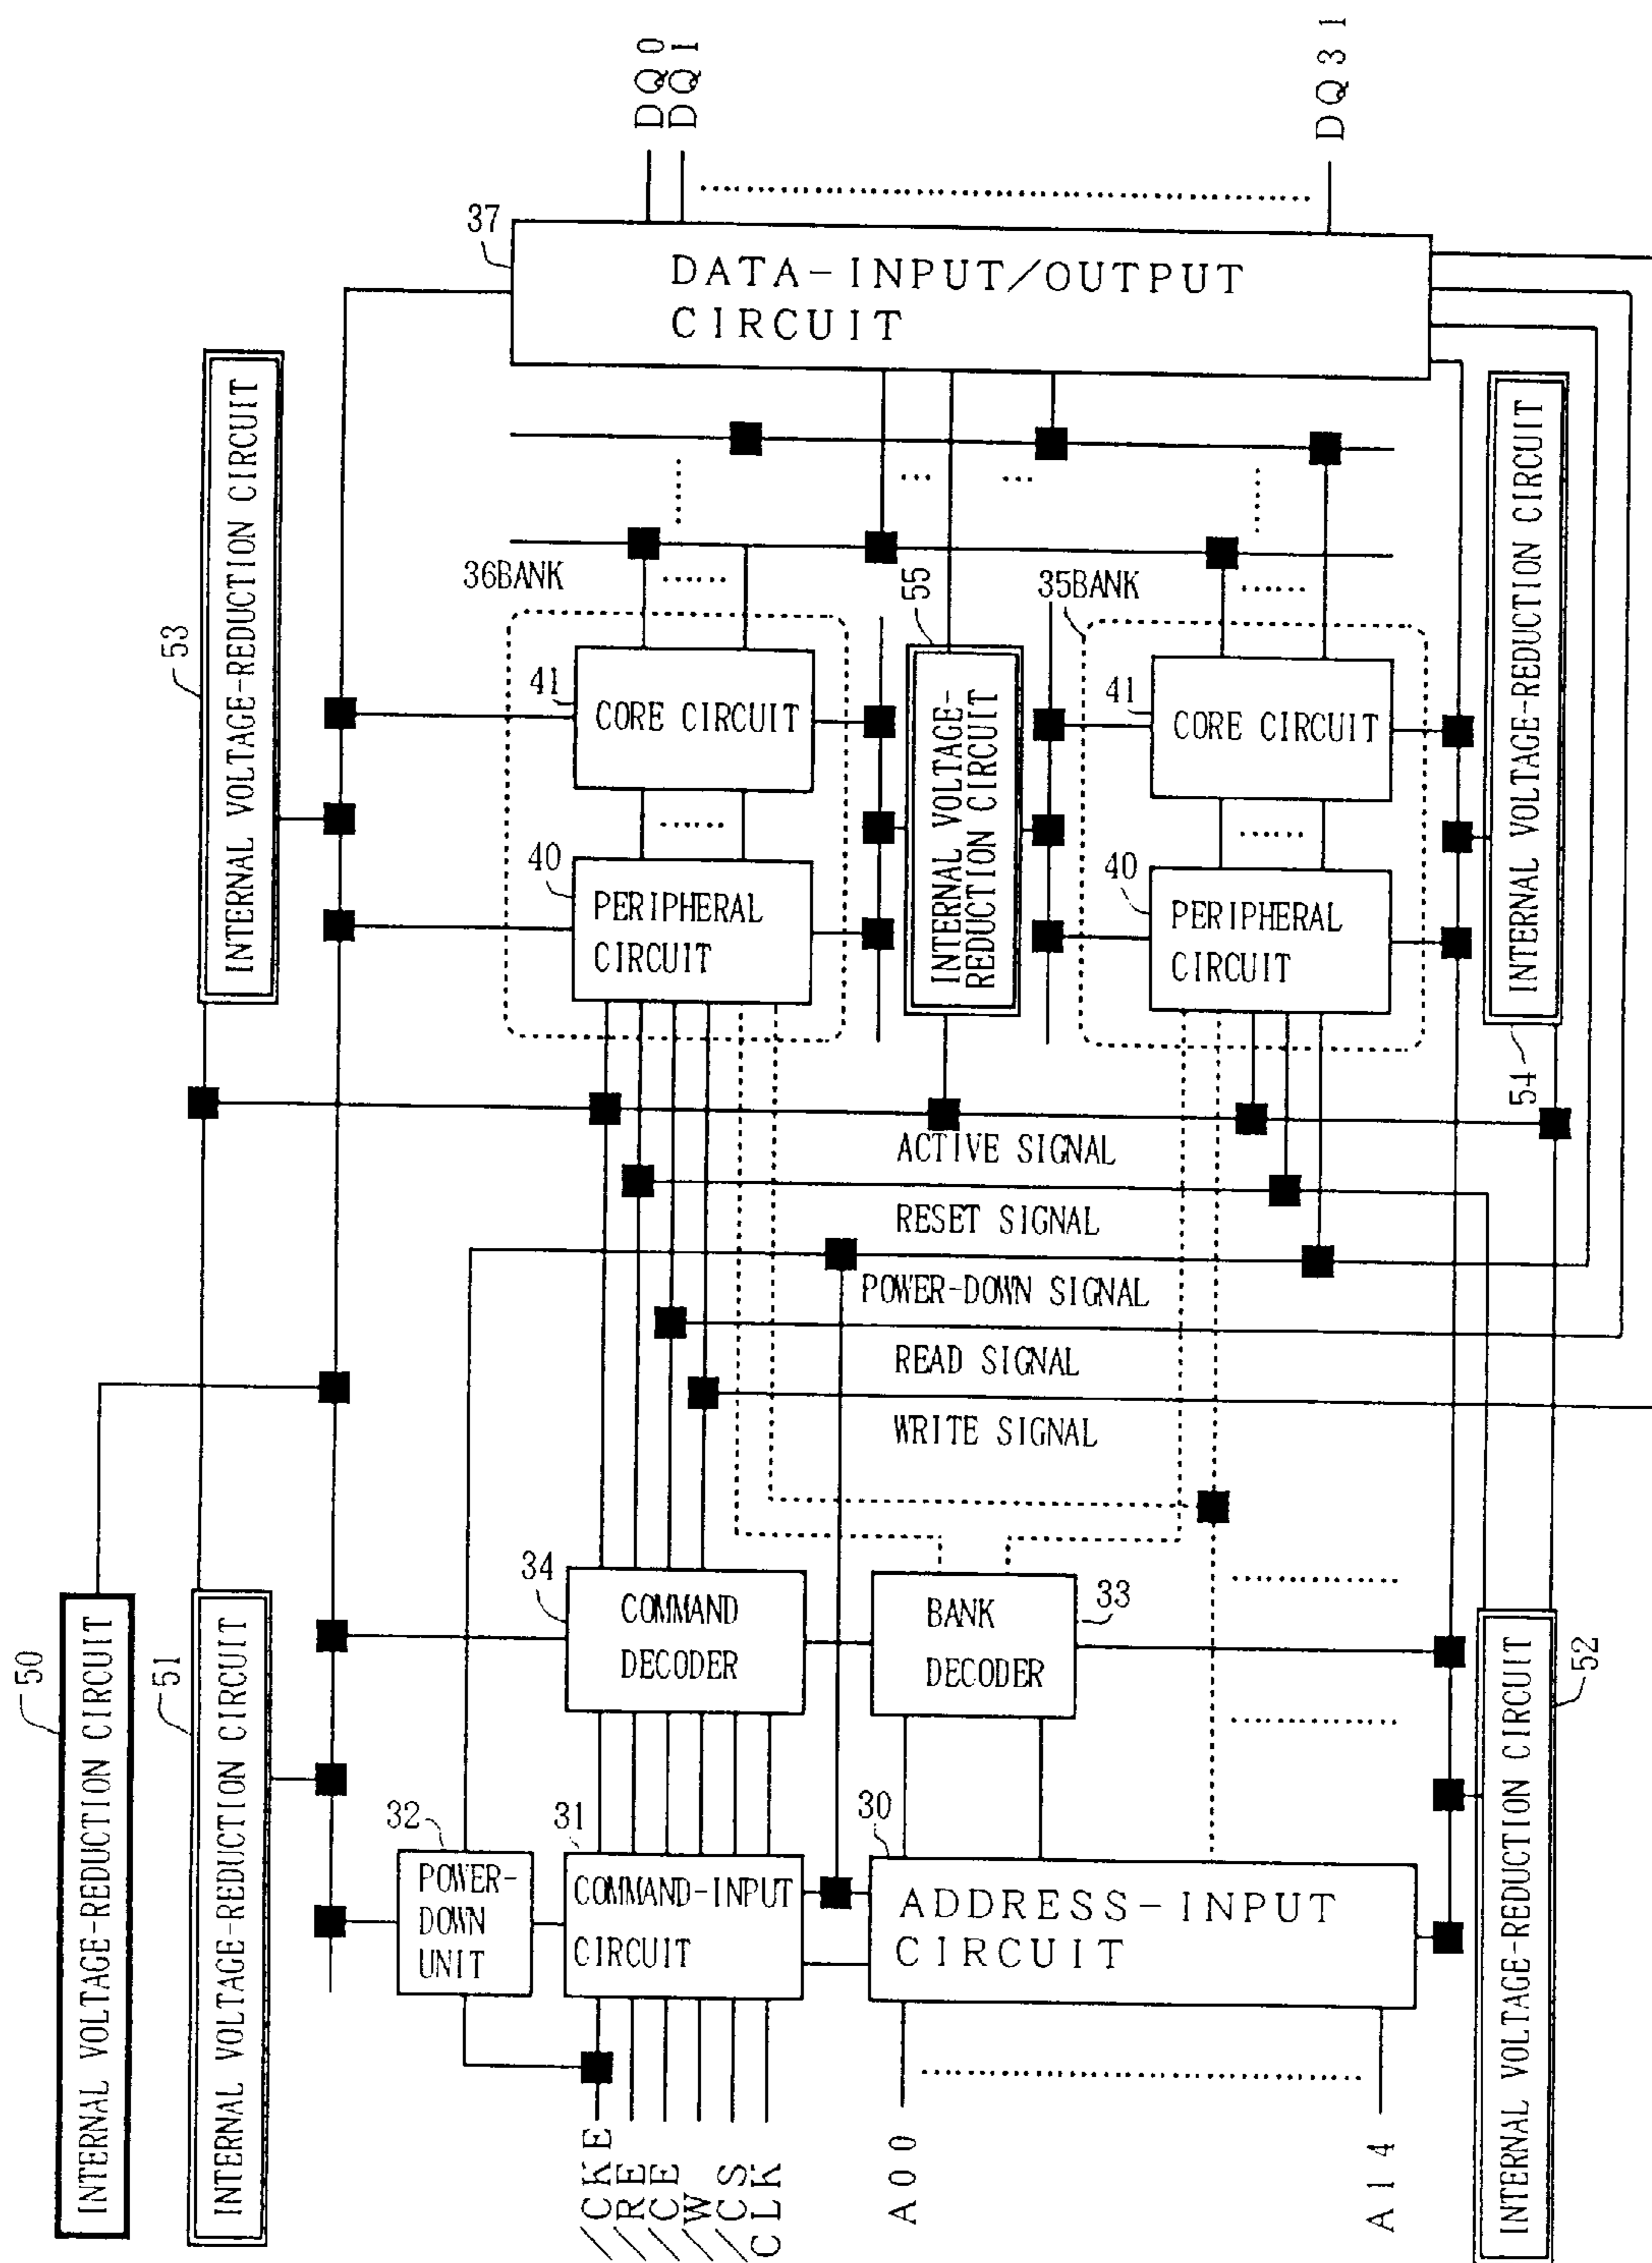 DQ0
DQ1
DQ31
37
DATA-INPUT/OUTPUT
CIRCUIT
53
INTERNAL VOLTAGE-REDUCTION CIRCUIT
INTERNAL VOLTAGE-REDUCTION CIRCUIT
54
36BANK
55
35BANK
41
CORE CIRCUIT
INTERNAL VOLTAGE-
REDUCTION CIRCUIT
41
CORE CIRCUIT
40
PERIPHERAL
CIRCUIT
40
PERIPHERAL
CIRCUIT
ACTIVE SIGNAL
RESET SIGNAL
POWER-DOWN SIGNAL
READ SIGNAL
WRITE SIGNAL
50
INTERNAL VOLTAGE-REDUCTION CIRCUIT
51
INTERNAL VOLTAGE-REDUCTION CIRCUIT
34
COMMAND
DECODER
BANK
DECODER
33
52
INTERNAL VOLTAGE-REDUCTION CIRCUIT
32
POWER-
DOWN
UNIT
31
COMMAND-INPUT
CIRCUIT
30
ADDRESS-INPUT
CIRCUIT
/CKE
/RE
/CE
/W
/CS
CLK
A00
A14